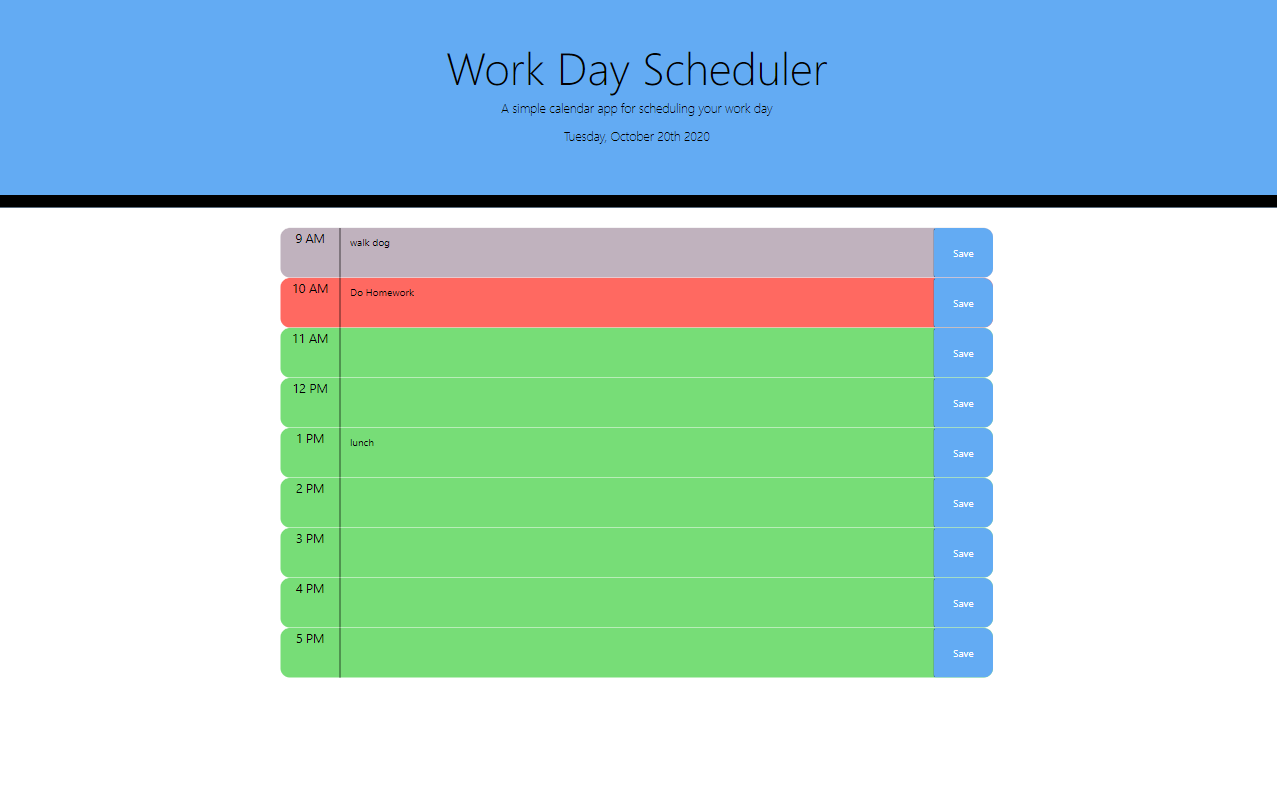 Work Day Scheduler
A simple calendar app for scheduling your work day
Tuesday, October 20th 2020
9 AM walk dog Save
10 AM Do Homework Save
11 AM Save
12 PM Save
1 PM lunch Save
2 PM Save
3 PM Save
4 PM Save
5 PM Save